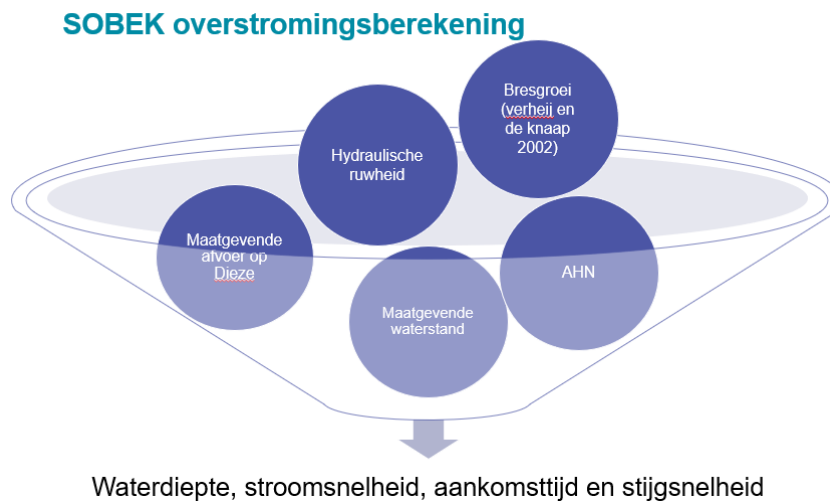 SOBEK overstromingsberekening
Bresgroei
(verheij en
de knaap
2002)
Hydraulische
ruwheid
Maatgevende
afvoer op
Dieze
AHN
Maatgevende
waterstand
Waterdiepte, stroomsnelheid, aankomsttijd en stijgsnelheid